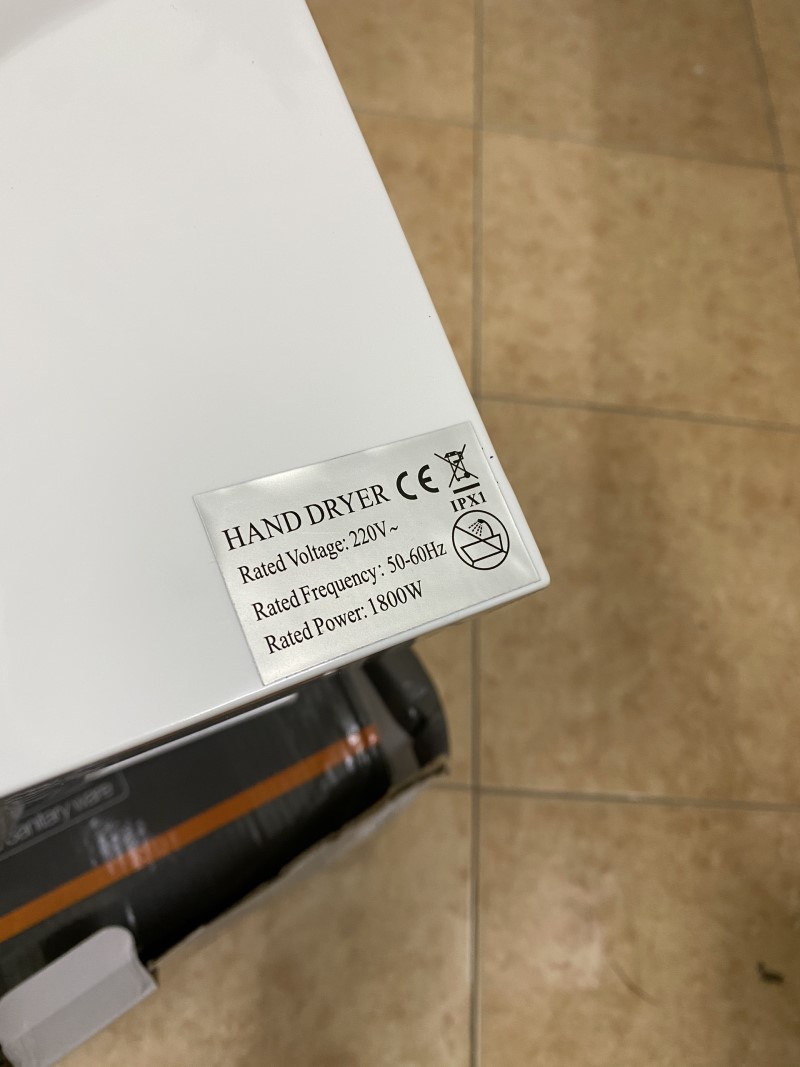 HAND DRYER CE
IPX1
Rated Voltage: 220V~
Rated Frequency: 50-60Hz
Rated Power: 1800W
sanitary ware